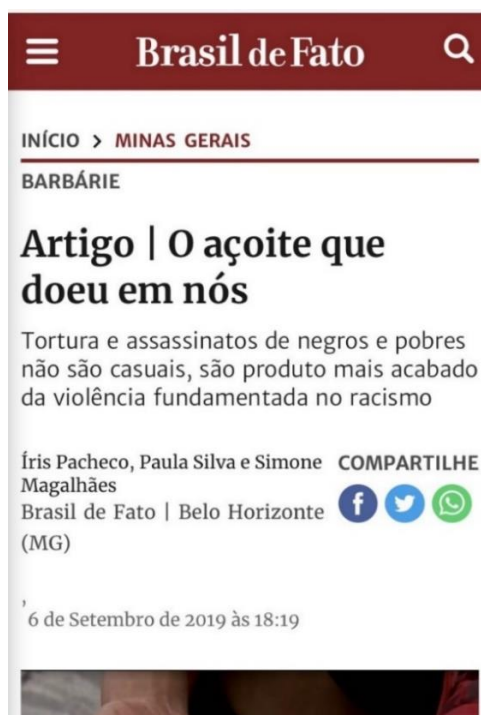 Brasil de Fato
INÍCIO > MINAS GERAIS
BARBÁRIE
Artigo | O açoite que
doeu em nós
Tortura e assassinatos de negros e pobres
não são casuais, são produto mais acabado
da violência fundamentada no racismo
Íris Pacheco, Paula Silva e Simone
Magalhães
Brasil de Fato | Belo Horizonte
(MG)
COMPARTILHE
,
6 de Setembro de 2019 às 18:19